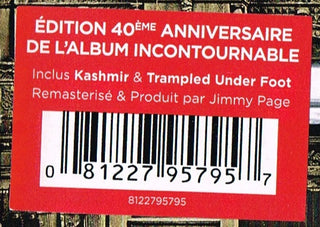 ÉDITION 40ÈME ANNIVERSAIRE
DE L'ALBUM INCONTOURNABLE
Inclus Kashmir & Trampled Under Foot
Remasterisé & Produit par Jimmy Page
0 81227 95795 7
8122795795